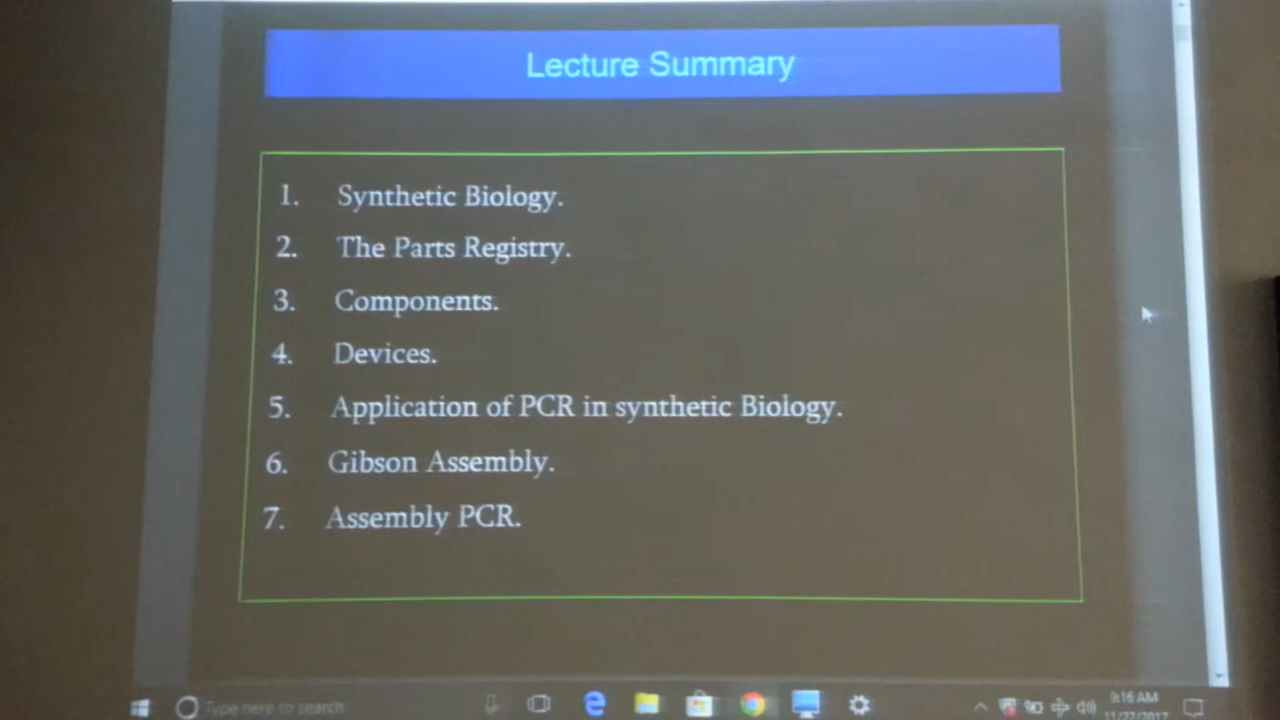 Lecture Summary
1. Synthetic Biology.
2. The Parts Registry.
3. Components.
4. Devices.
5. Application of PCR in synthetic Biology.
6. Gibson Assembly.
7. Assembly PCR.
Type here to search
9:16 AM
11/27/2017